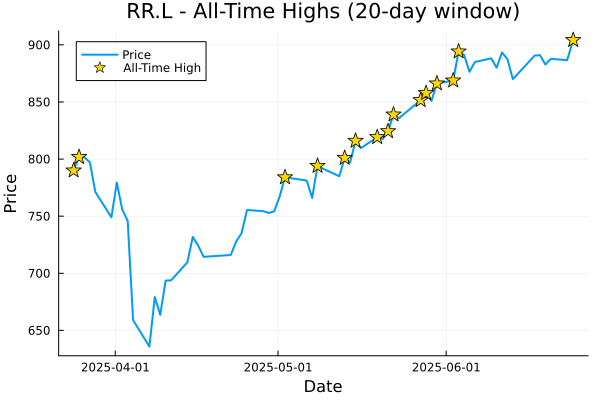 RR.L - All-Time Highs (20-day window)
Price
All-Time High
900
850
800
750
700
650
Price
2025-04-01
2025-05-01
2025-06-01
Date